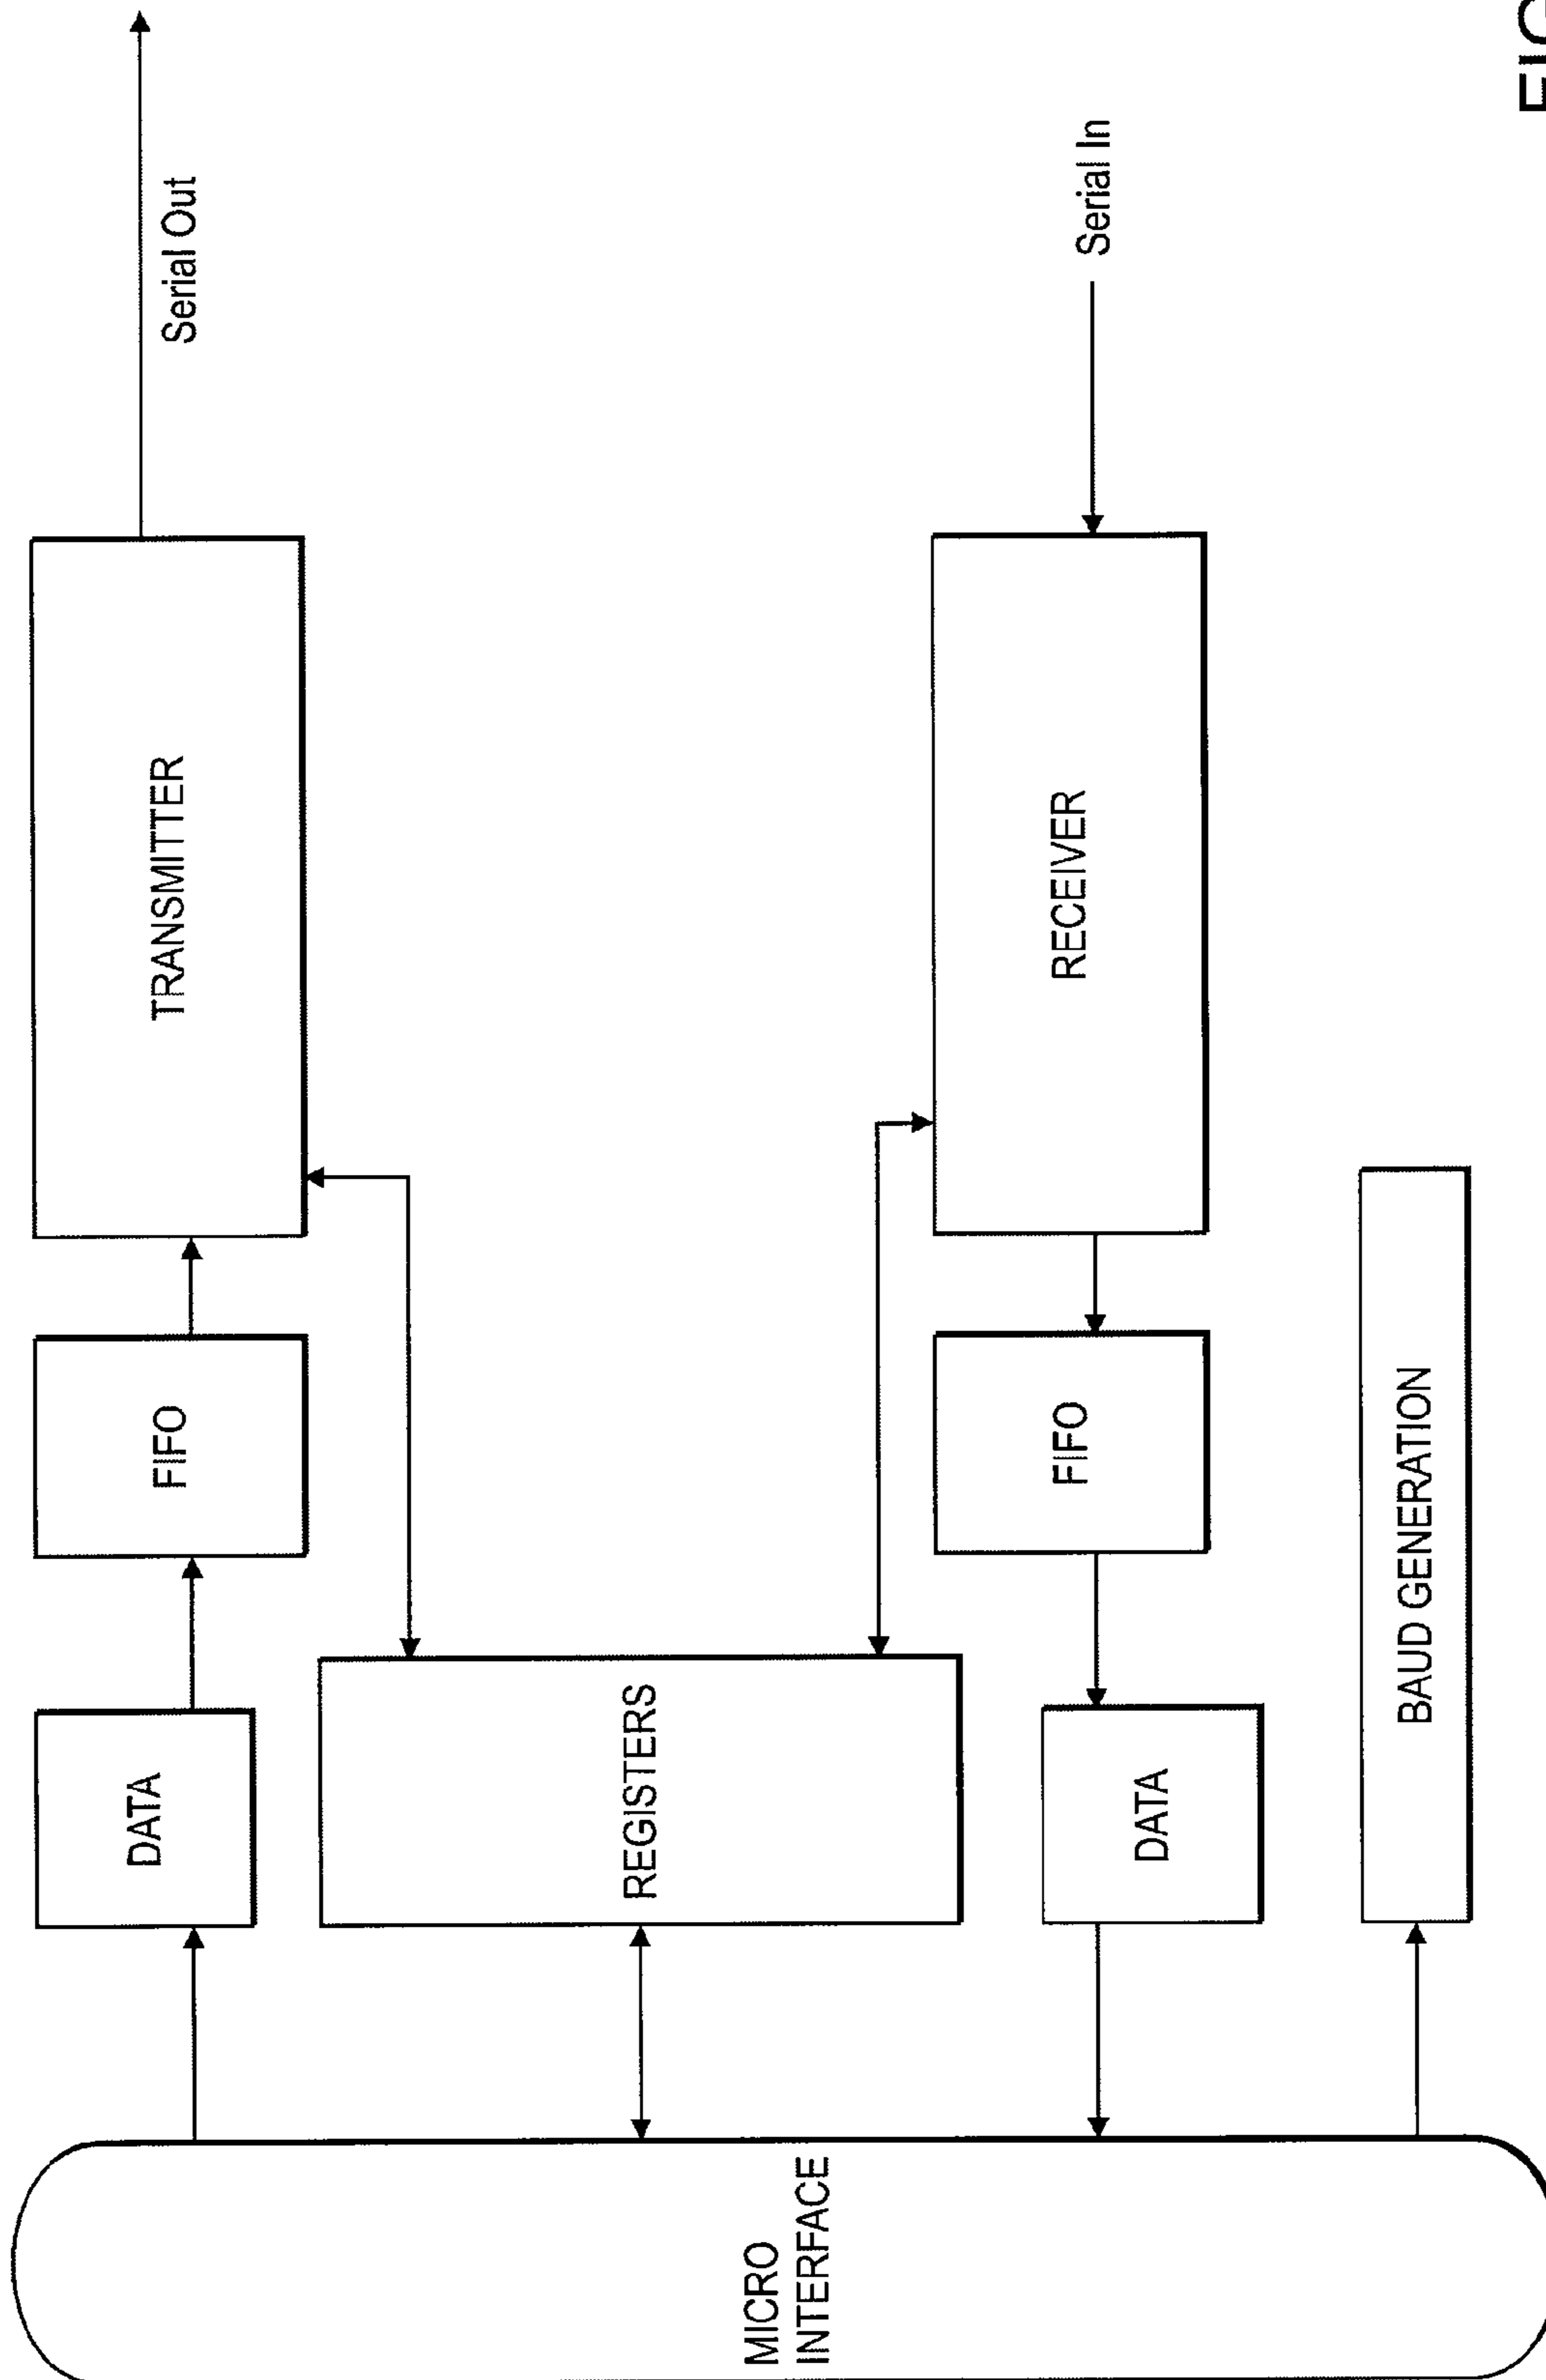 MICRO
INTERFACE
DATA
FIFO
TRANSMITTER
Serial Out
REGISTERS
DATA
FIFO
RECEIVER
Serial In
BAUD GENERATION